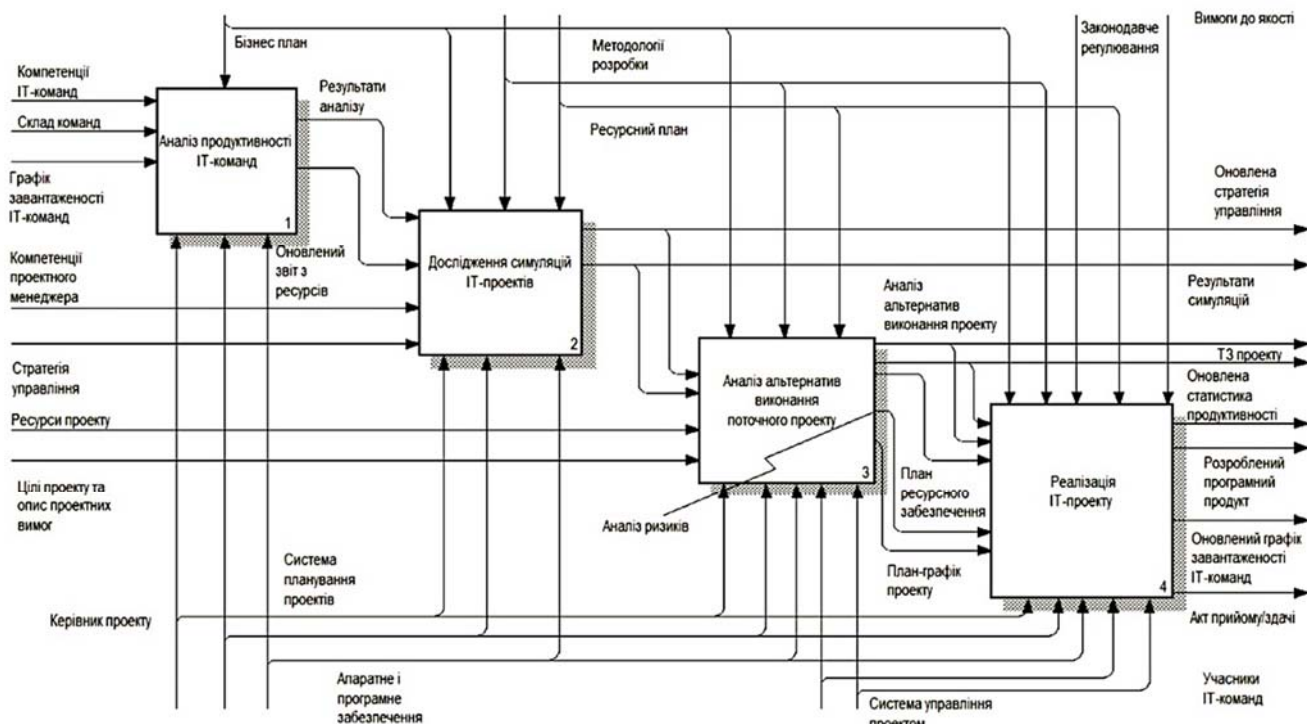 Вимоги до якості
Законодавче
регулювання
Бізнес план
Методології
розробки
Компетенції
ІТ-команд
Результати
аналізу
Склад команд
Ресурсний план
Аналіз продуктивності
ІТ-команд
1
Графік
завантаженості
ІТ-команд
Оновлена
стратегія
управління
Оновлений
звіт з
ресурсів
Компетенції
проектного
менеджера
Дослідження симуляцій
ІТ-проектів
2
Аналіз
альтернатив
виконання проекту
Результати
симуляцій
Стратегія
управління
ТЗ проекту
Аналіз альтернатив
виконання
поточного проекту
3
Оновлена
статистика
продуктивності
Ресурси проекту
Розроблений
програмний
продукт
План
ресурсного
забезпечення
Реалізація
ІТ-проекту
4
Цілі проекту та
опис проектних
вимог
Аналіз ризиків
Оновлений графік
завантаженості
ІТ-команд
Система
планування
проектів
План-графік
проекту
Керівник проекту
Акт прийому/здачі
Апаратне і
програмне
забезпечення
Учасники
ІТ-команд
Система управління
проектом